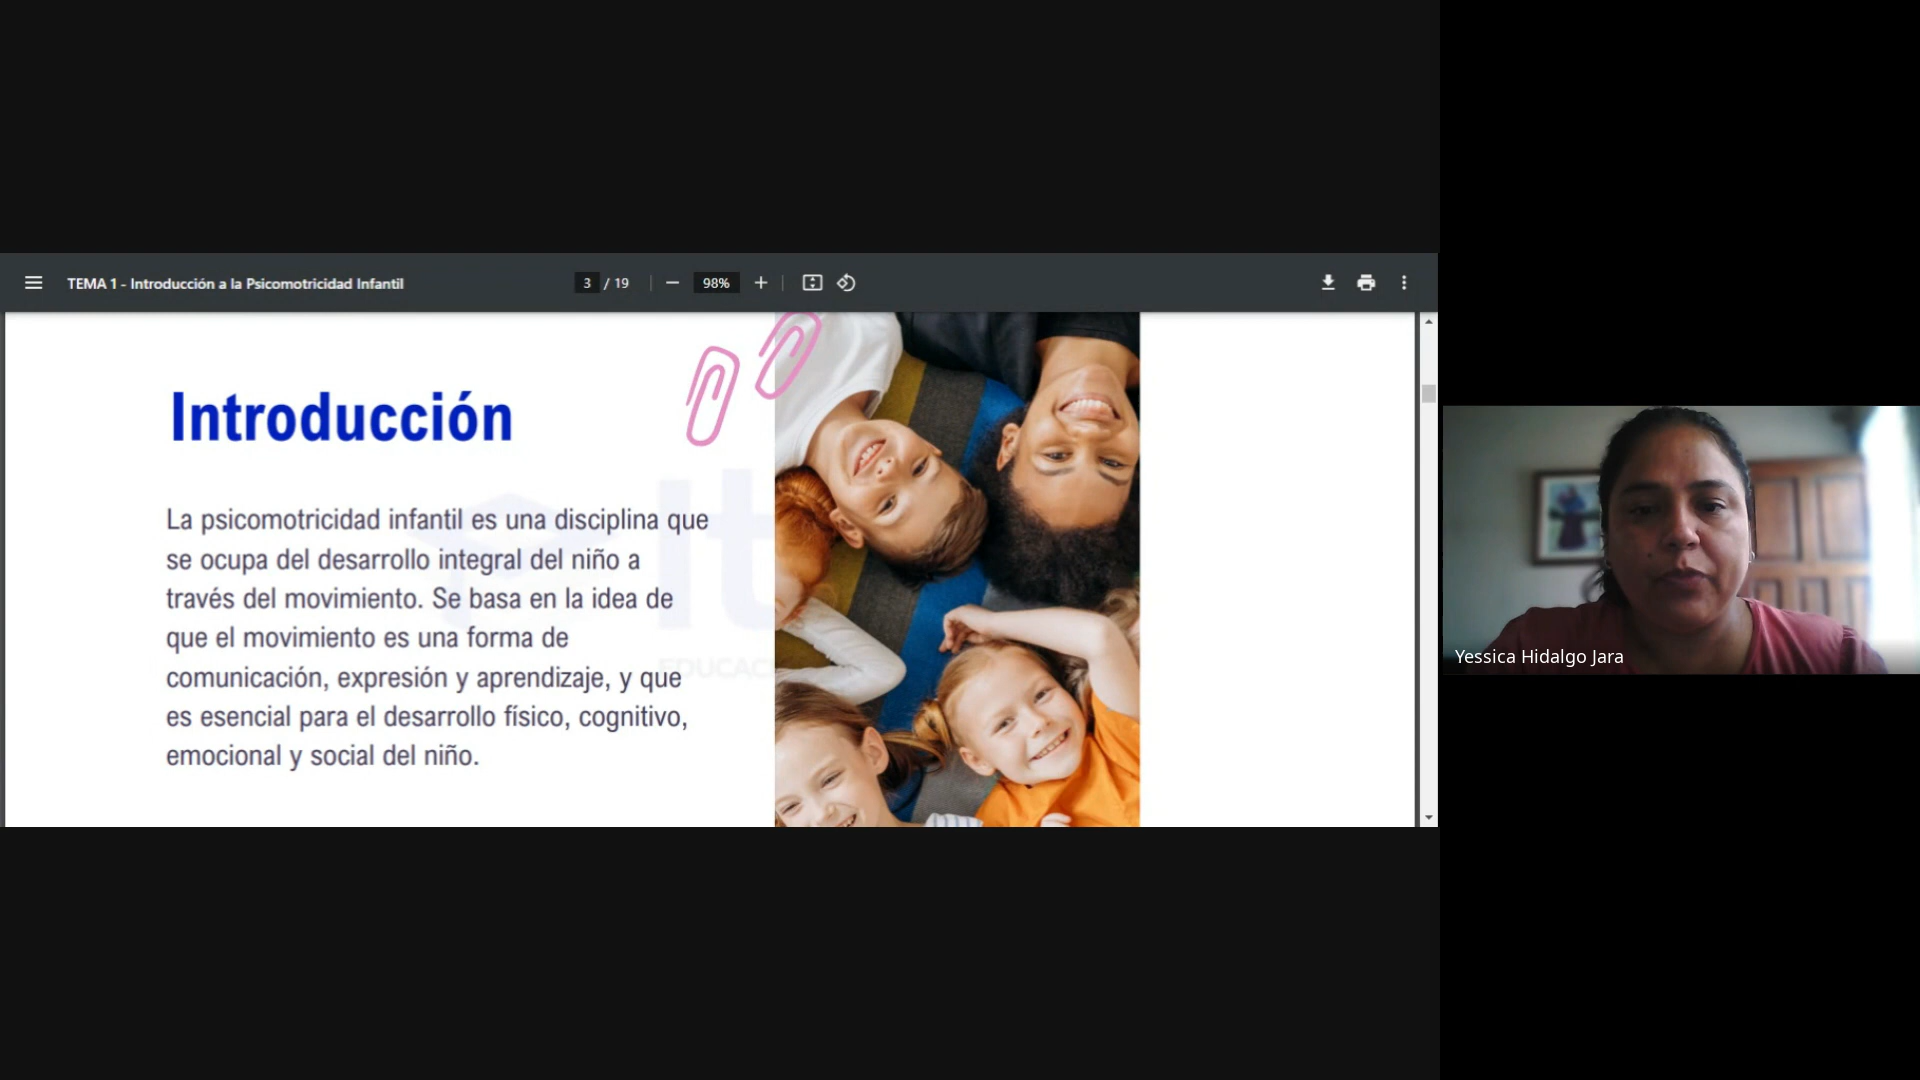 TEMA 1 - Introducción a la Psicomotricidad Infantil
3 / 19
98%
Introducción
La psicomotricidad infantil es una disciplina que
se ocupa del desarrollo integral del niño a
través del movimiento. Se basa en la idea de
que el movimiento es una forma de
comunicación, expresión y aprendizaje, y que
es esencial para el desarrollo físico, cognitivo,
emocional y social del niño.
It
EDUCAC
Yessica Hidalgo Jara